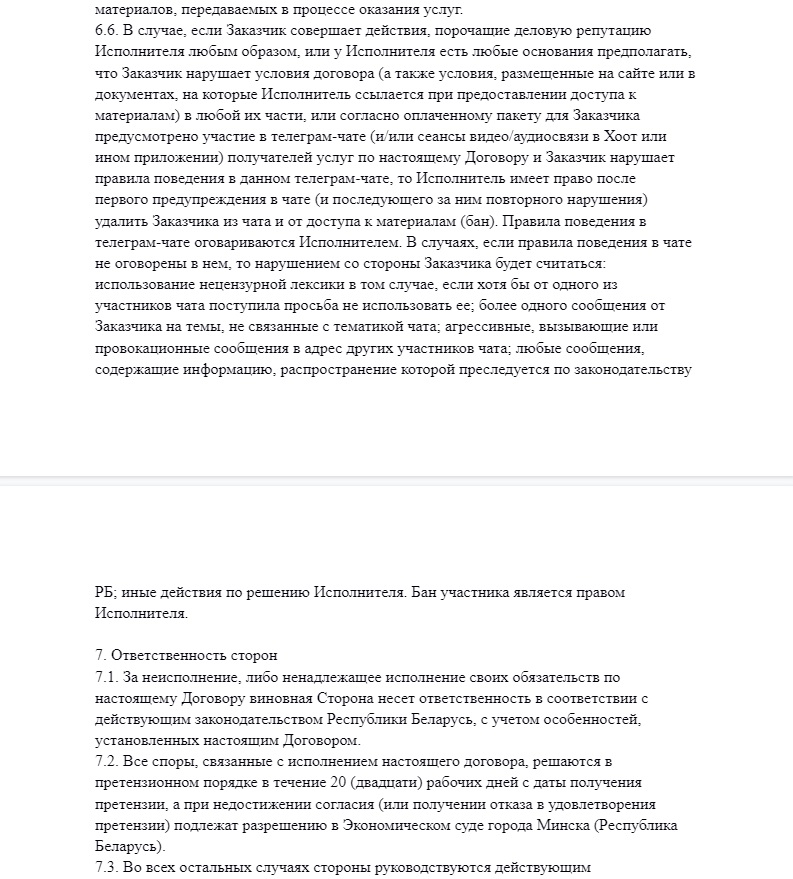 материалов, передаваемых в процессе оказания услуг.
6.6. В случае, если Заказчик совершает действия, порочащие деловую репутацию
Исполнителя любым образом, или у Исполнителя есть любые основания предполагать,
что Заказчик нарушает условия договора (а также условия, размещенные на сайте или в
документах, на которые Исполнитель ссылается при предоставлении доступа к
материалам) в любой их части, или согласно оплаченному пакету для Заказчика
предусмотрено участие в телеграм-чате (и/или сеансы видео/аудиосвязи в Хоот или
ином приложении) получателей услуг по настоящему Договору и Заказчик нарушает
правила поведения в данном телеграм-чате, то Исполнитель имеет право после
первого предупреждения в чате (и последующего за ним повторного нарушения)
удалить Заказчика из чата и от доступа к материалам (бан). Правила поведения в
телеграм-чате оговариваются Исполнителем. В случаях, если правила поведения в чате
не оговорены в нем, то нарушением со стороны Заказчика будет считаться:
использование нецензурной лексики в том случае, если хотя бы от одного из
участников чата поступила просьба не использовать ее; более одного сообщения от
Заказчика на темы, не связанные с тематикой чата; агрессивные, вызывающие или
провокационные сообщения в адрес других участников чата; любые сообщения,
содержащие информацию, распространение которой преследуется по законодательству
РБ; иные действия по решению Исполнителя. Бан участника является правом
Исполнителя.
7. Ответственность сторон
7.1. За неисполнение, либо ненадлежащее исполнение своих обязательств по
настоящему Договору виновная Сторона несет ответственность в соответствии с
действующим законодательством Республики Беларусь, с учетом особенностей,
установленных настоящим Договором.
7.2. Все споры, связанные с исполнением настоящего договора, решаются в
претензионном порядке в течение 20 (двадцати) рабочих дней с даты получения
претензии, а при недостижении согласия (или получении отказа в удовлетворения
претензии) подлежат разрешению в Экономическом суде города Минска (Республика
Беларусь).
7.3. Во всех остальных случаях стороны руководствуются действующим